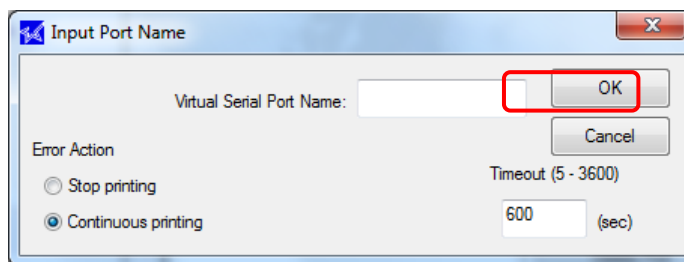 Input Port Name
Virtual Serial Port Name:
OK
Cancel
Error Action
Timeout (5 - 3600)
Stop printing
600 (sec)
Continuous printing